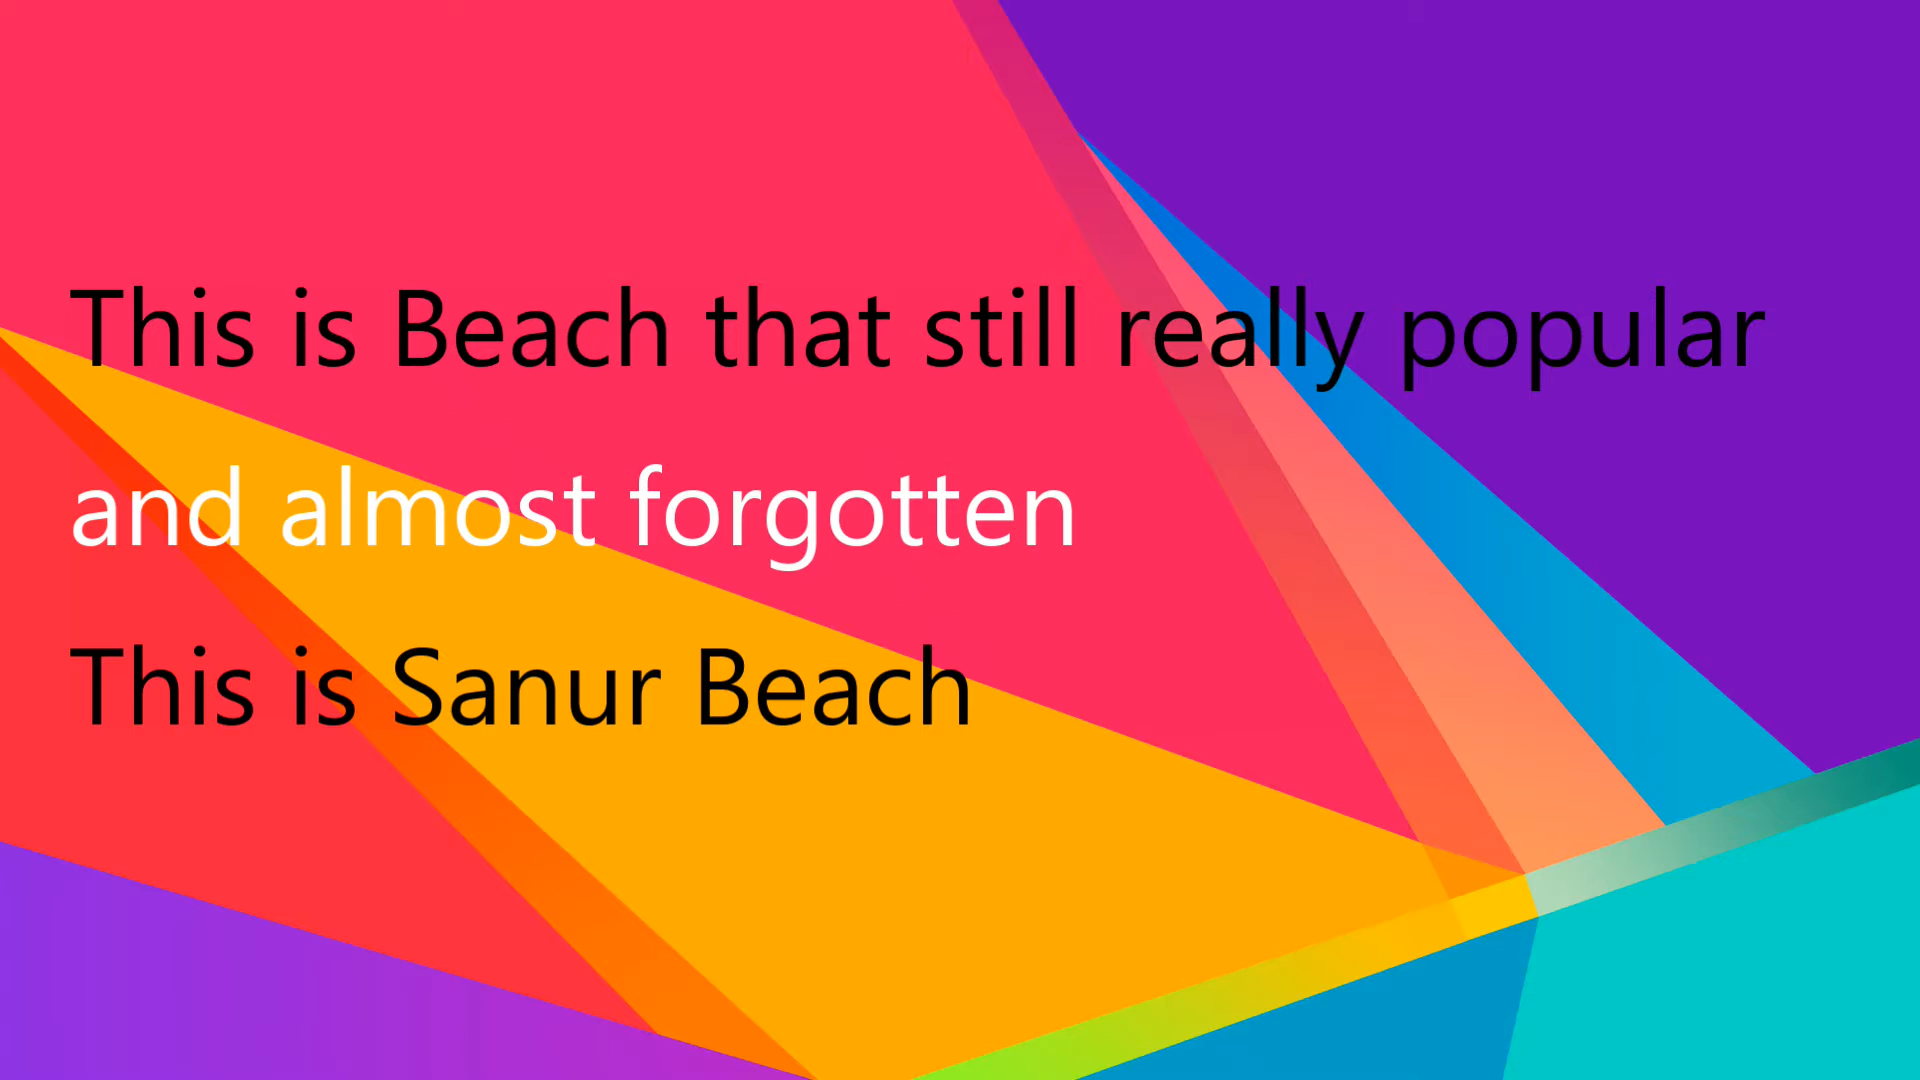 This is Beach that still really popular
and almost forgotten
This is Sanur Beach